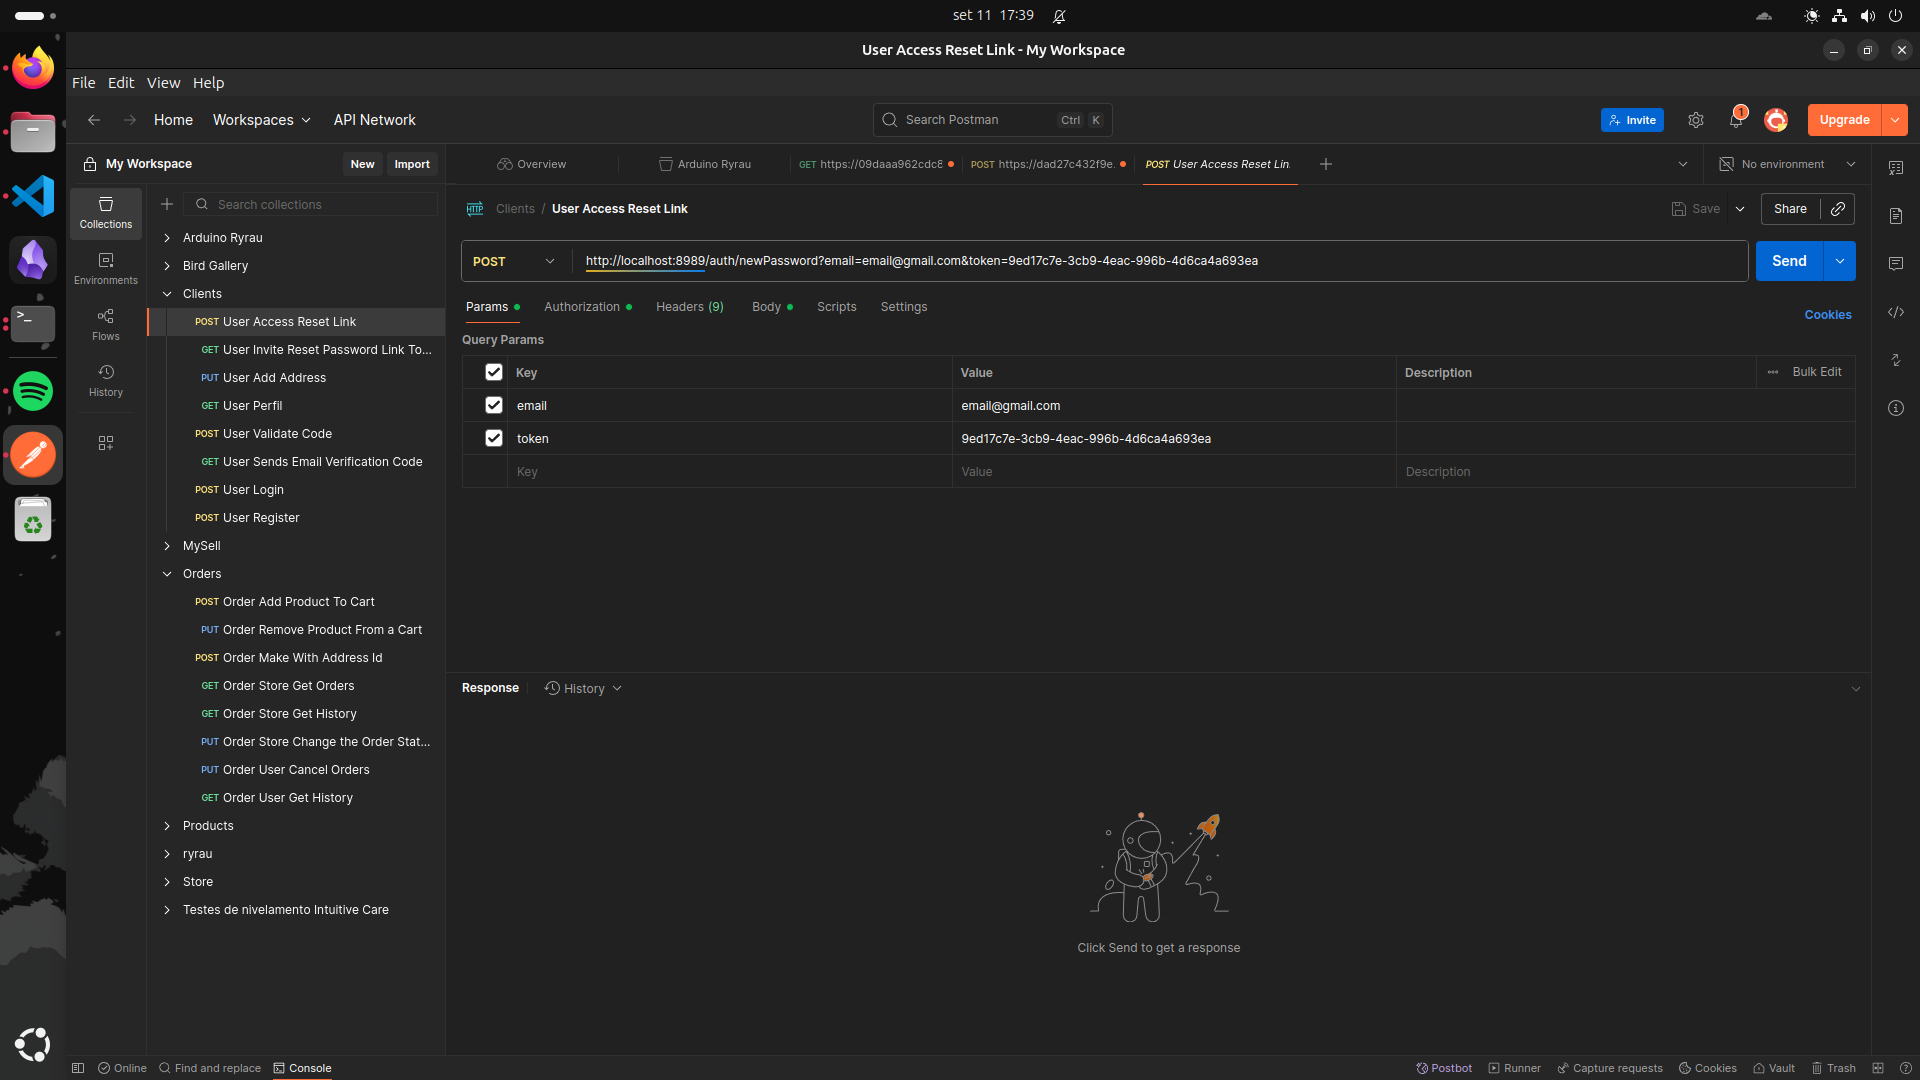 set 11 17:39
User Access Reset Link - My Workspace
File Edit View Help
Home Workspaces API Network
Search Postman Ctrl K
Invite
1
Upgrade
My Workspace New Import
Overview Arduino Ryrau GET https://09daaa962cdc8 POST https://dad27c432f9e. POST User Access Reset Lin No environment
Collections
Environments
Flows
History
Search collections
Arduino Ryrau
Bird Gallery
Clients
POST User Access Reset Link
GET User Invite Reset Password Link To...
PUT User Add Address
GET User Perfil
POST User Validate Code
GET User Sends Email Verification Code
POST User Login
POST User Register
MySell
Orders
POST Order Add Product To Cart
PUT Order Remove Product From a Cart
POST Order Make With Address Id
GET Order Store Get Orders
GET Order Store Get History
PUT Order Store Change the Order Stat...
PUT Order User Cancel Orders
GET Order User Get History
Products
ryrau
Store
Testes de nivelamento Intuitive Care
HTTP Clients / User Access Reset Link Save Share
POST http://localhost:8989/auth/newPassword?email=email@gmail.com&token=9ed17c7e-3cb9-4eac-996b-4d6ca4a693ea Send
Params Authorization Headers (9) Body Scripts Settings Cookies
Query Params
Key Value Description Bulk Edit
email email@gmail.com
token 9ed17c7e-3cb9-4eac-996b-4d6ca4a693ea
Key Value Description
Response History
Click Send to get a response
Online Find and replace Console Postbot Runner Capture requests Cookies Vault Trash